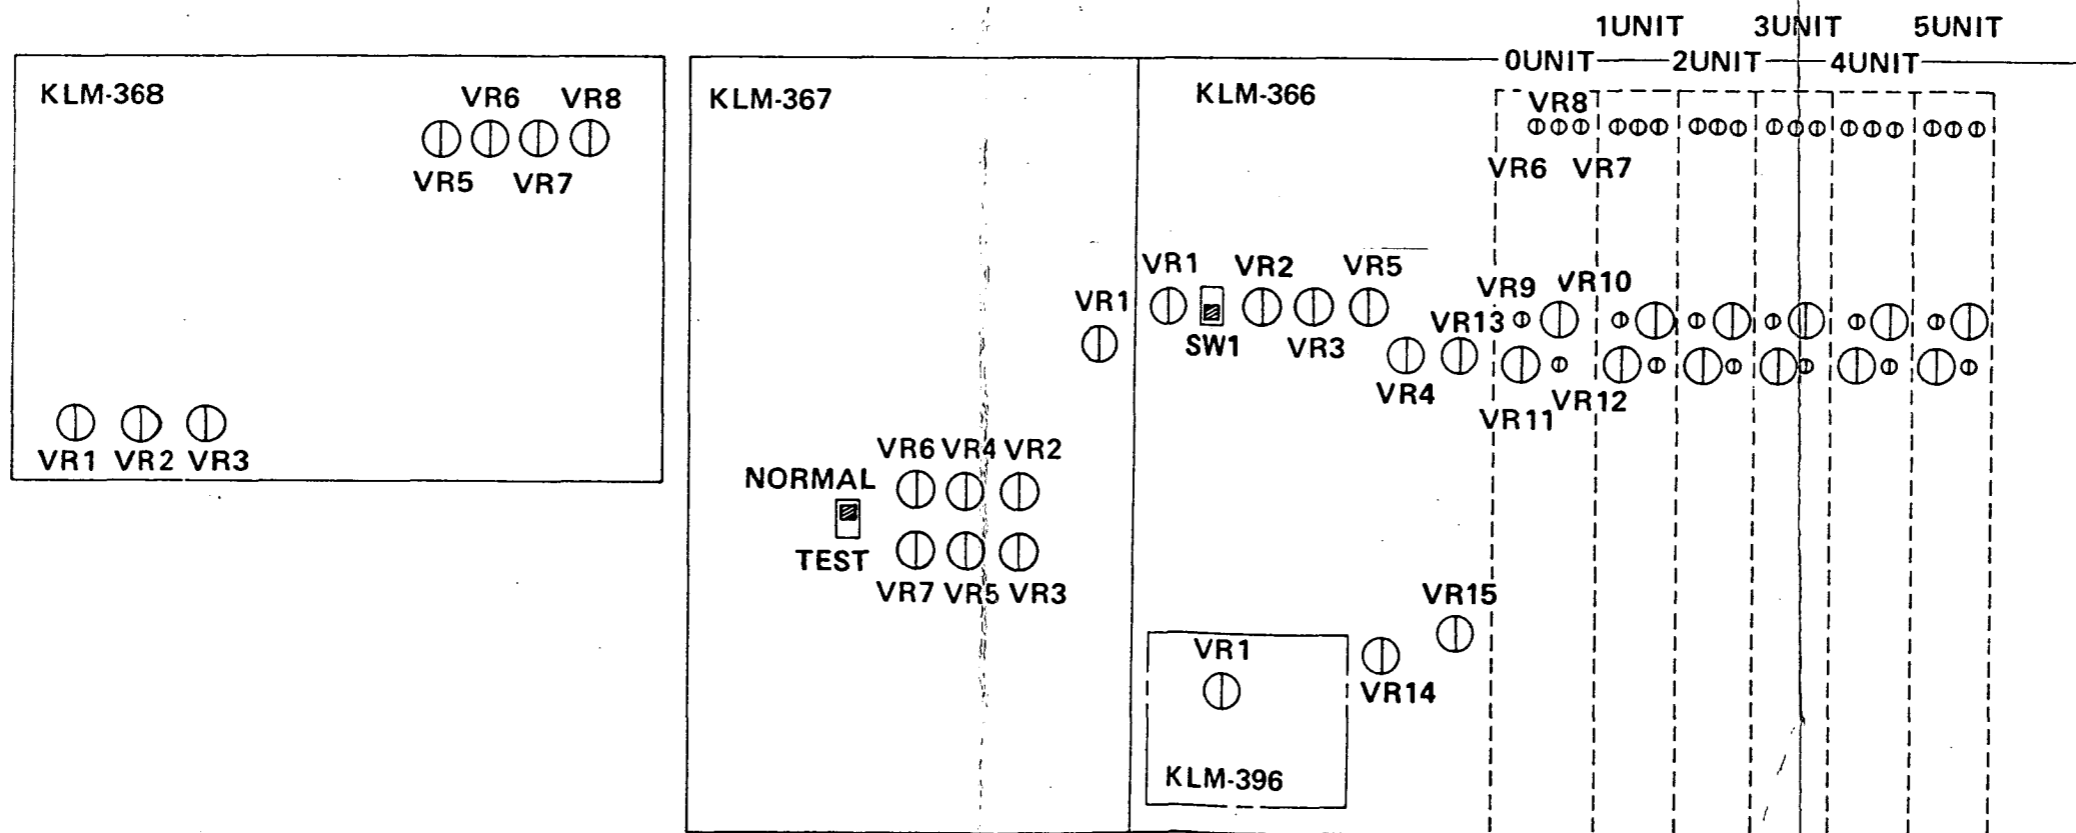 1UNIT 3UNIT 5UNIT
0UNIT 2UNIT 4UNIT
KLM-368
VR6 VR8
VR5 VR7
VR1 VR2 VR3
KLM-367
VR1
VR6 VR4 VR2
NORMAL
TEST
VR7 VR5 VR3
KLM-366
VR8
VR6 VR7
VR1 VR2 VR5
SW1 VR3
VR9 VR10
VR13
VR4
VR11 VR12
VR15
VR14
VR1
KLM-396